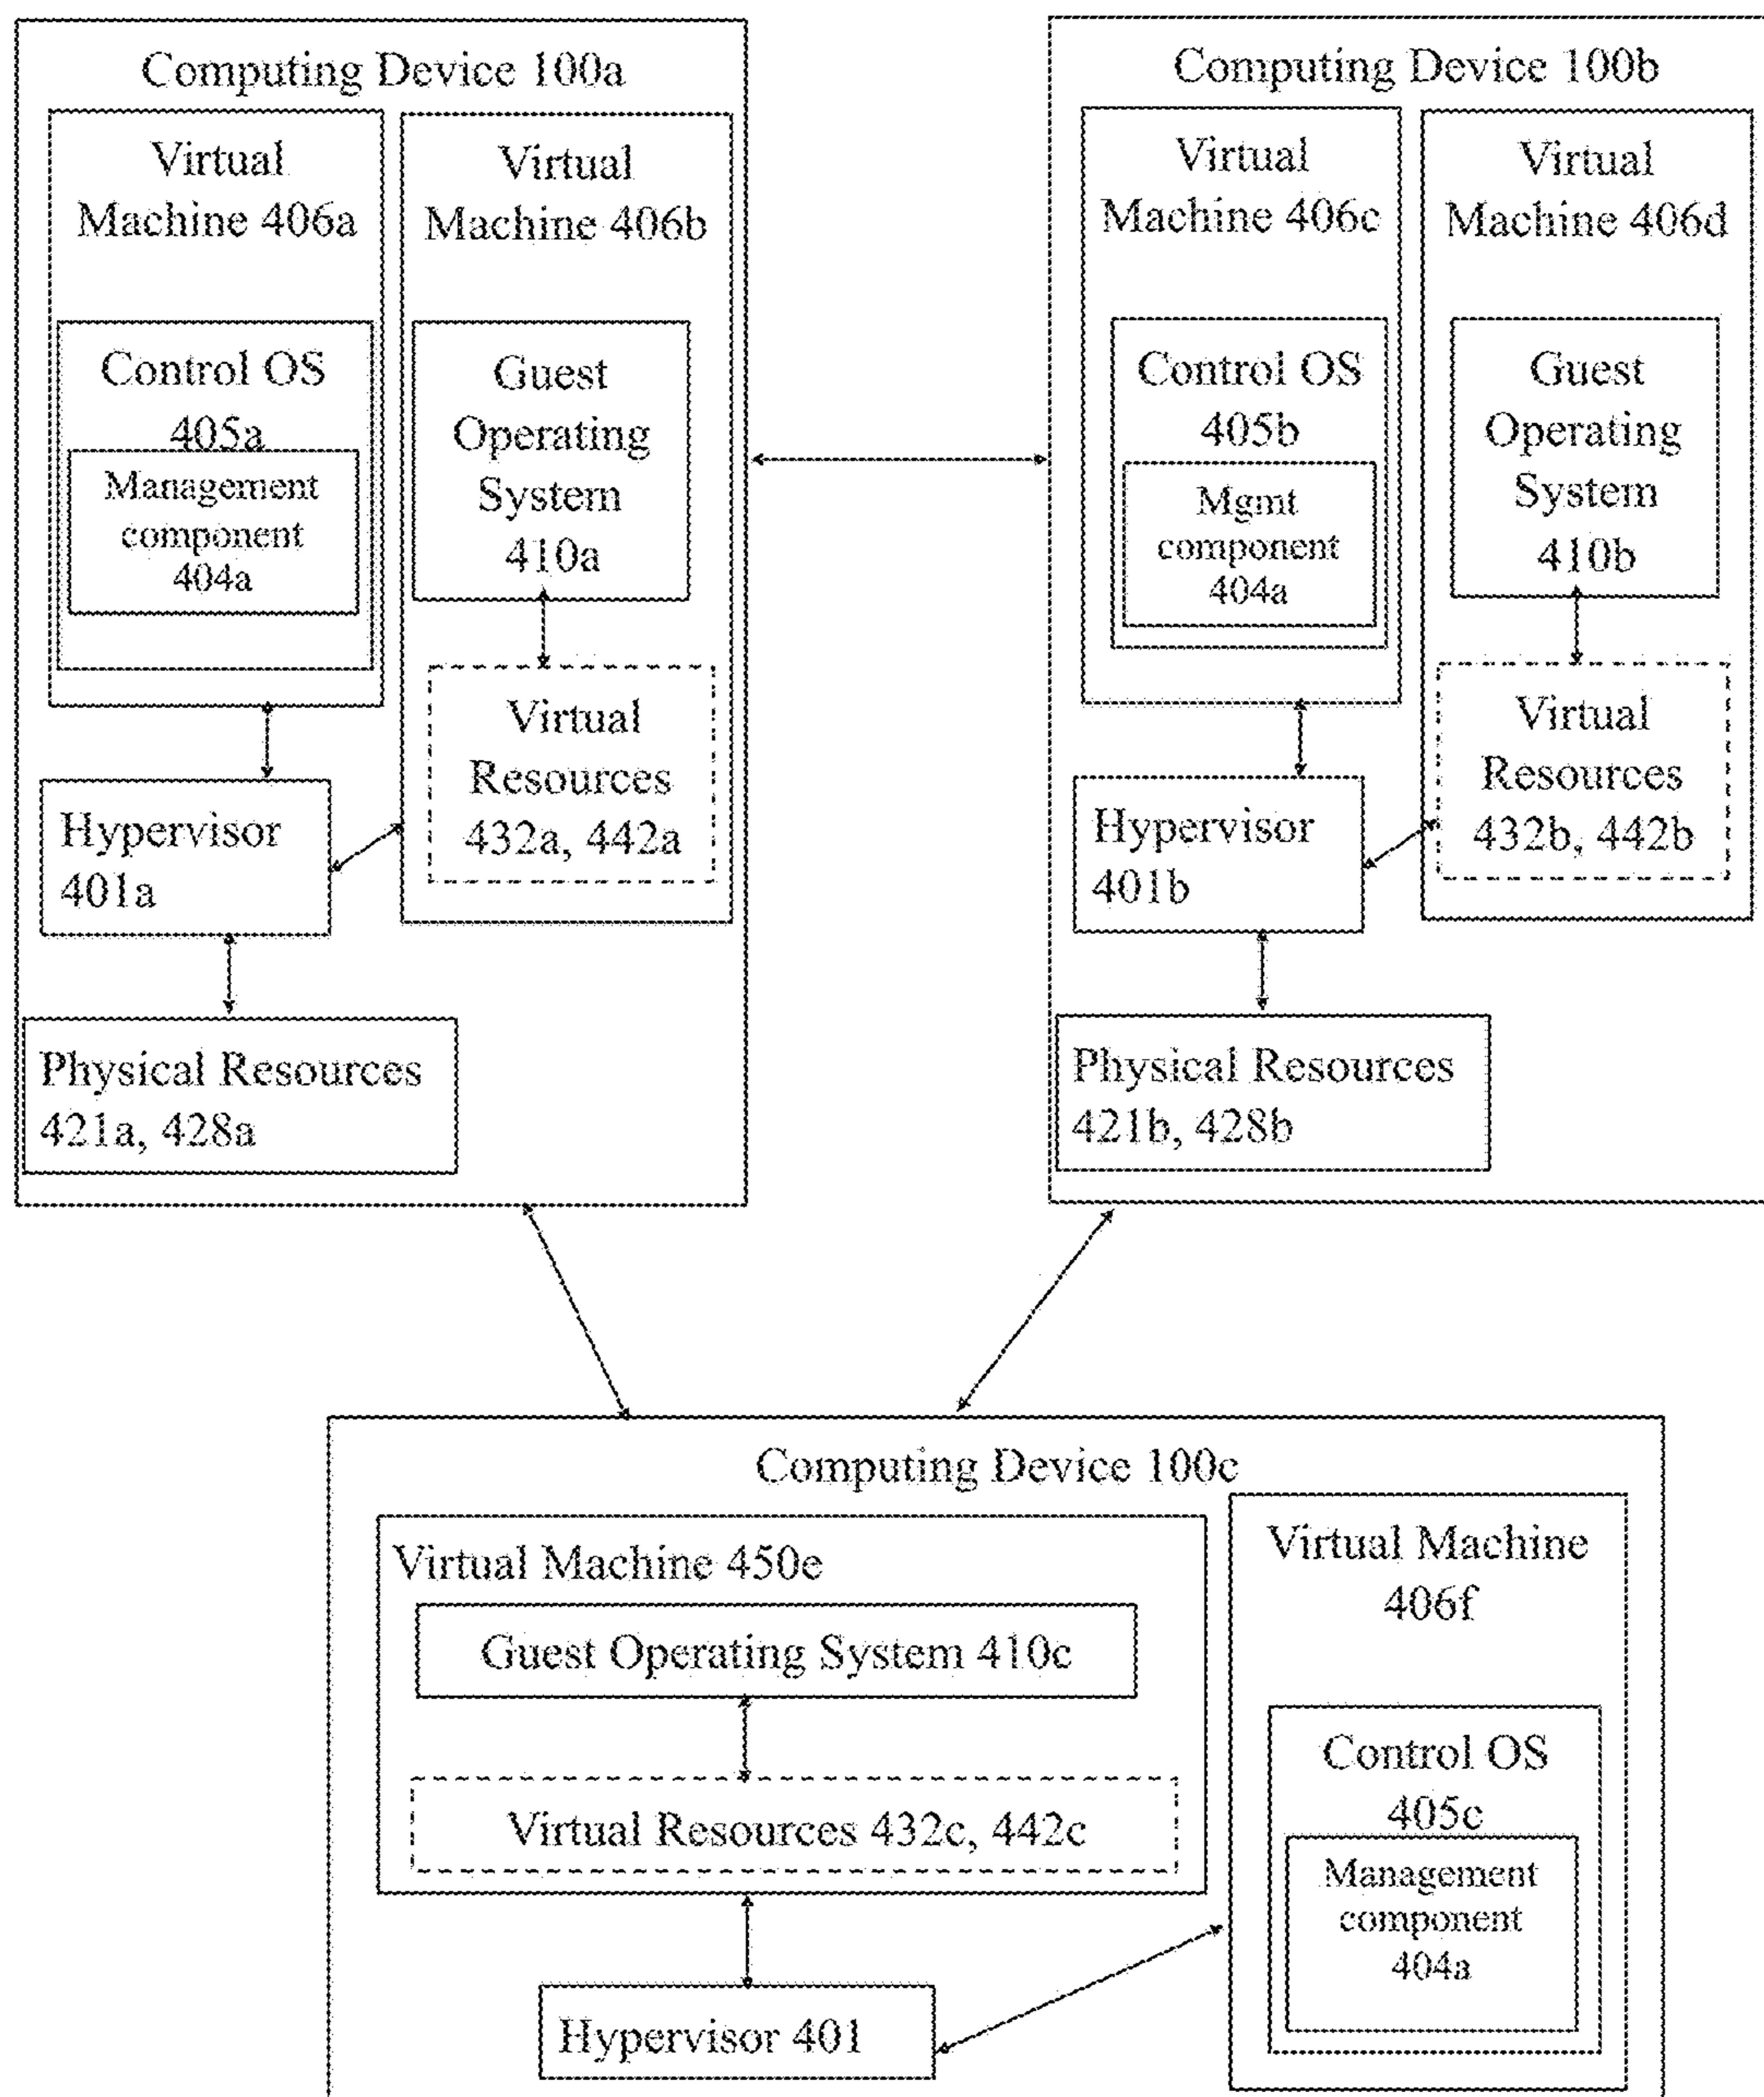 Computing Device 100a
Virtual
Machine 406a
Control OS
405a
Management
component
404a
Virtual
Machine 406b
Guest
Operating
System
410a
Virtual
Resources
432a, 442a
Hypervisor
401a
Physical Resources
421a, 428a
Computing Device 100b
Virtual
Machine 406c
Control OS
405b
Mgmt
component
404a
Virtual
Machine 406d
Guest
Operating
System
410b
Virtual
Resources
432b, 442b
Hypervisor
401b
Physical Resources
421b, 428b
Computing Device 100c
Virtual Machine 450e
Guest Operating System 410c
Virtual Resources 432c, 442c
Hypervisor 401
Virtual Machine
406f
Control OS
405c
Management
component
404a